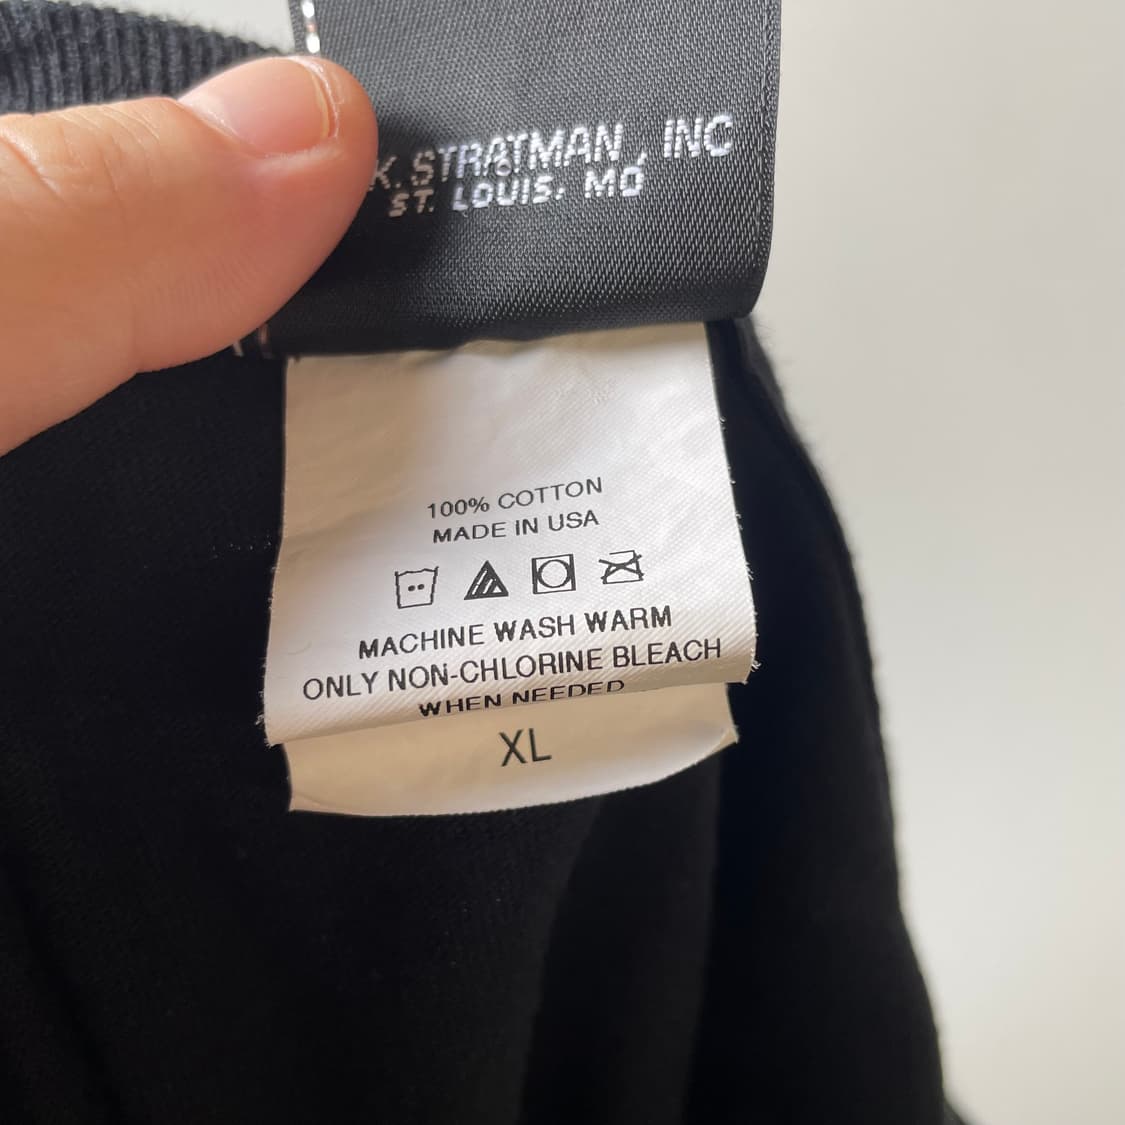 K. STRATMAN, INC
ST. LOUIS, MO
100% COTTON
MADE IN USA
MACHINE WASH WARM
ONLY NON-CHLORINE BLEACH
WHEN NEEDED
XL